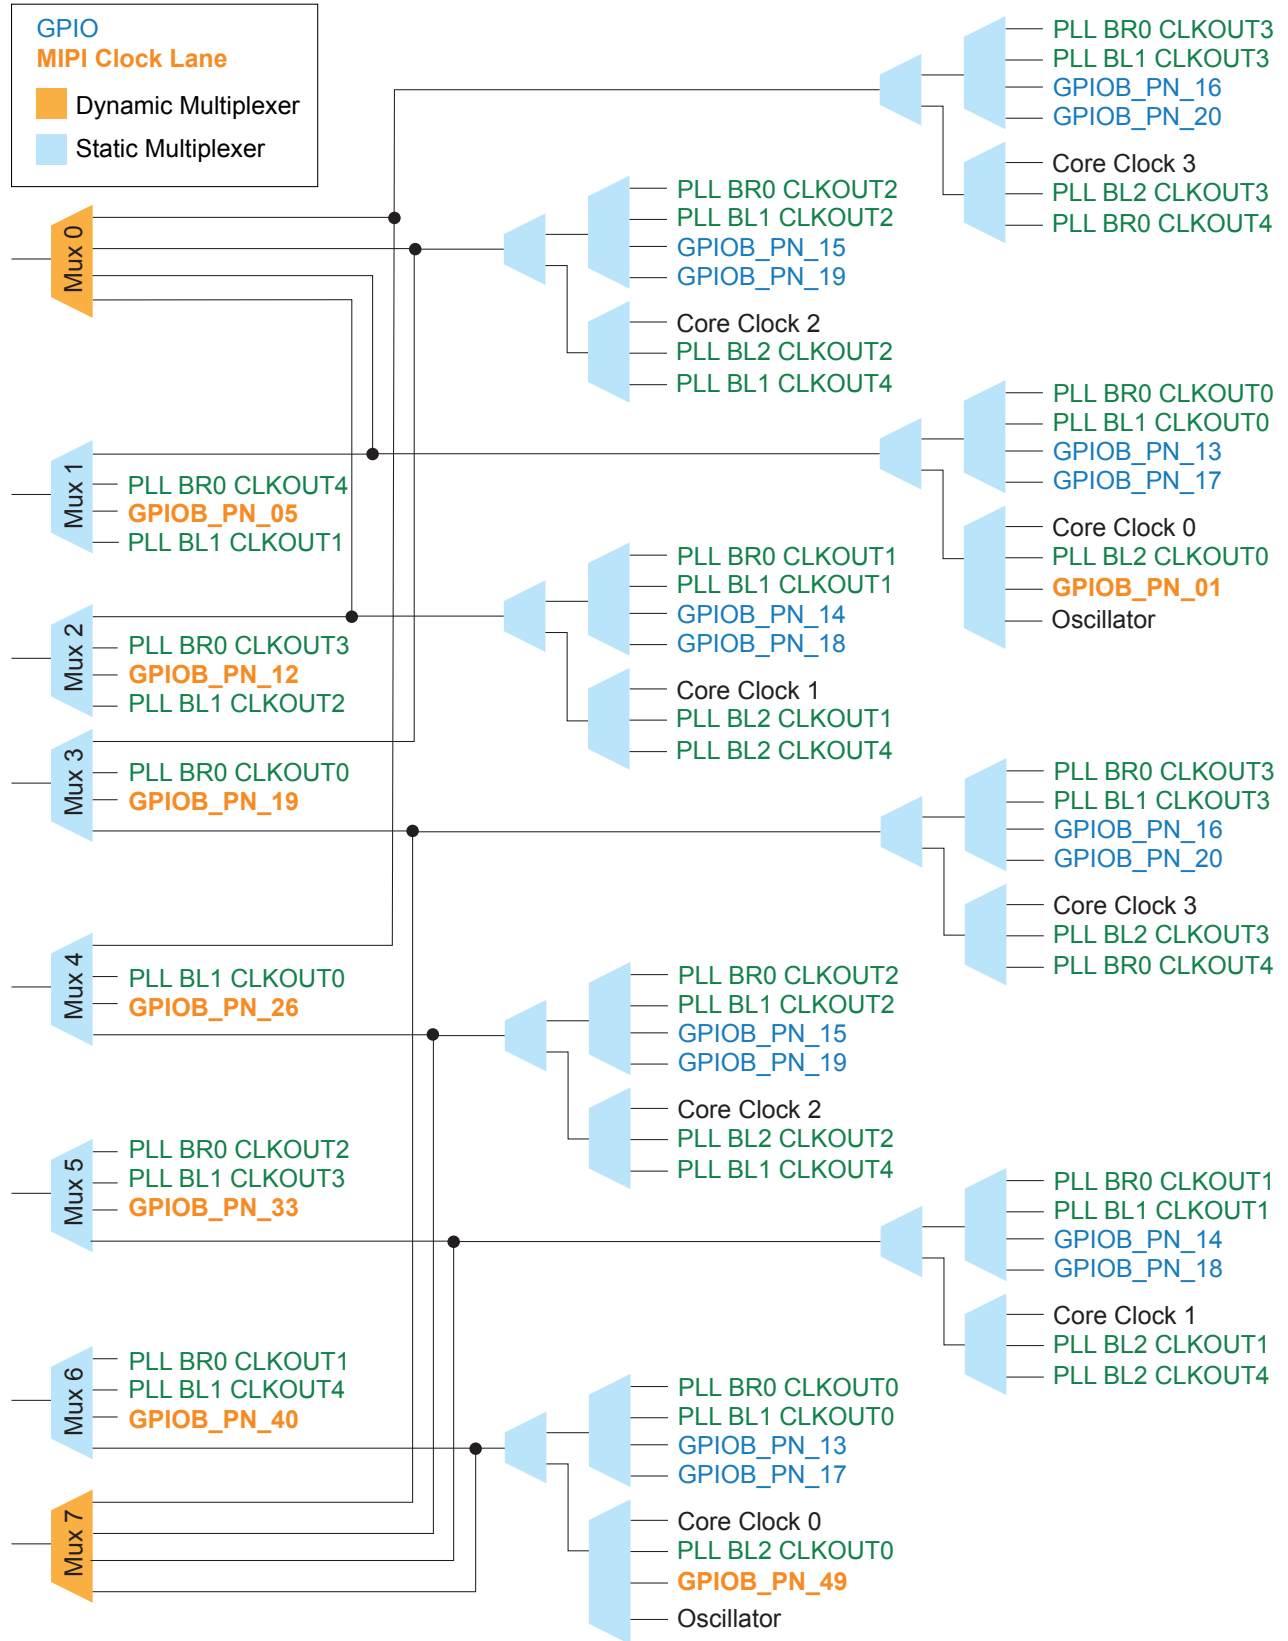 GPIO
MIPI Clock Lane
Dynamic Multiplexer
Static Multiplexer
PLL BR0 CLKOUT3
PLL BL1 CLKOUT3
GPIOB_PN_16
GPIOB_PN_20
Core Clock 3
PLL BL2 CLKOUT3
PLL BR0 CLKOUT4
Mux 0
PLL BR0 CLKOUT2
PLL BL1 CLKOUT2
GPIOB_PN_15
GPIOB_PN_19
Core Clock 2
PLL BL2 CLKOUT2
PLL BL1 CLKOUT4
PLL BR0 CLKOUT0
PLL BL1 CLKOUT0
GPIOB_PN_13
GPIOB_PN_17
Core Clock 0
PLL BL2 CLKOUT0
GPIOB_PN_01
Oscillator
Mux 1
PLL BR0 CLKOUT4
GPIOB_PN_05
PLL BL1 CLKOUT1
PLL BR0 CLKOUT1
PLL BL1 CLKOUT1
GPIOB_PN_14
GPIOB_PN_18
Core Clock 1
PLL BL2 CLKOUT1
PLL BL2 CLKOUT4
Mux 2
PLL BR0 CLKOUT3
GPIOB_PN_12
PLL BL1 CLKOUT2
Mux 3
PLL BR0 CLKOUT0
GPIOB_PN_19
PLL BR0 CLKOUT3
PLL BL1 CLKOUT3
GPIOB_PN_16
GPIOB_PN_20
Core Clock 3
PLL BL2 CLKOUT3
PLL BR0 CLKOUT4
Mux 4
PLL BL1 CLKOUT0
GPIOB_PN_26
PLL BR0 CLKOUT2
PLL BL1 CLKOUT2
GPIOB_PN_15
GPIOB_PN_19
Core Clock 2
PLL BL2 CLKOUT2
PLL BL1 CLKOUT4
Mux 5
PLL BR0 CLKOUT2
PLL BL1 CLKOUT3
GPIOB_PN_33
PLL BR0 CLKOUT1
PLL BL1 CLKOUT1
GPIOB_PN_14
GPIOB_PN_18
Core Clock 1
PLL BL2 CLKOUT1
PLL BL2 CLKOUT4
Mux 6
PLL BR0 CLKOUT1
PLL BL1 CLKOUT4
GPIOB_PN_40
PLL BR0 CLKOUT0
PLL BL1 CLKOUT0
GPIOB_PN_13
GPIOB_PN_17
Core Clock 0
PLL BL2 CLKOUT0
GPIOB_PN_49
Oscillator
Mux 7